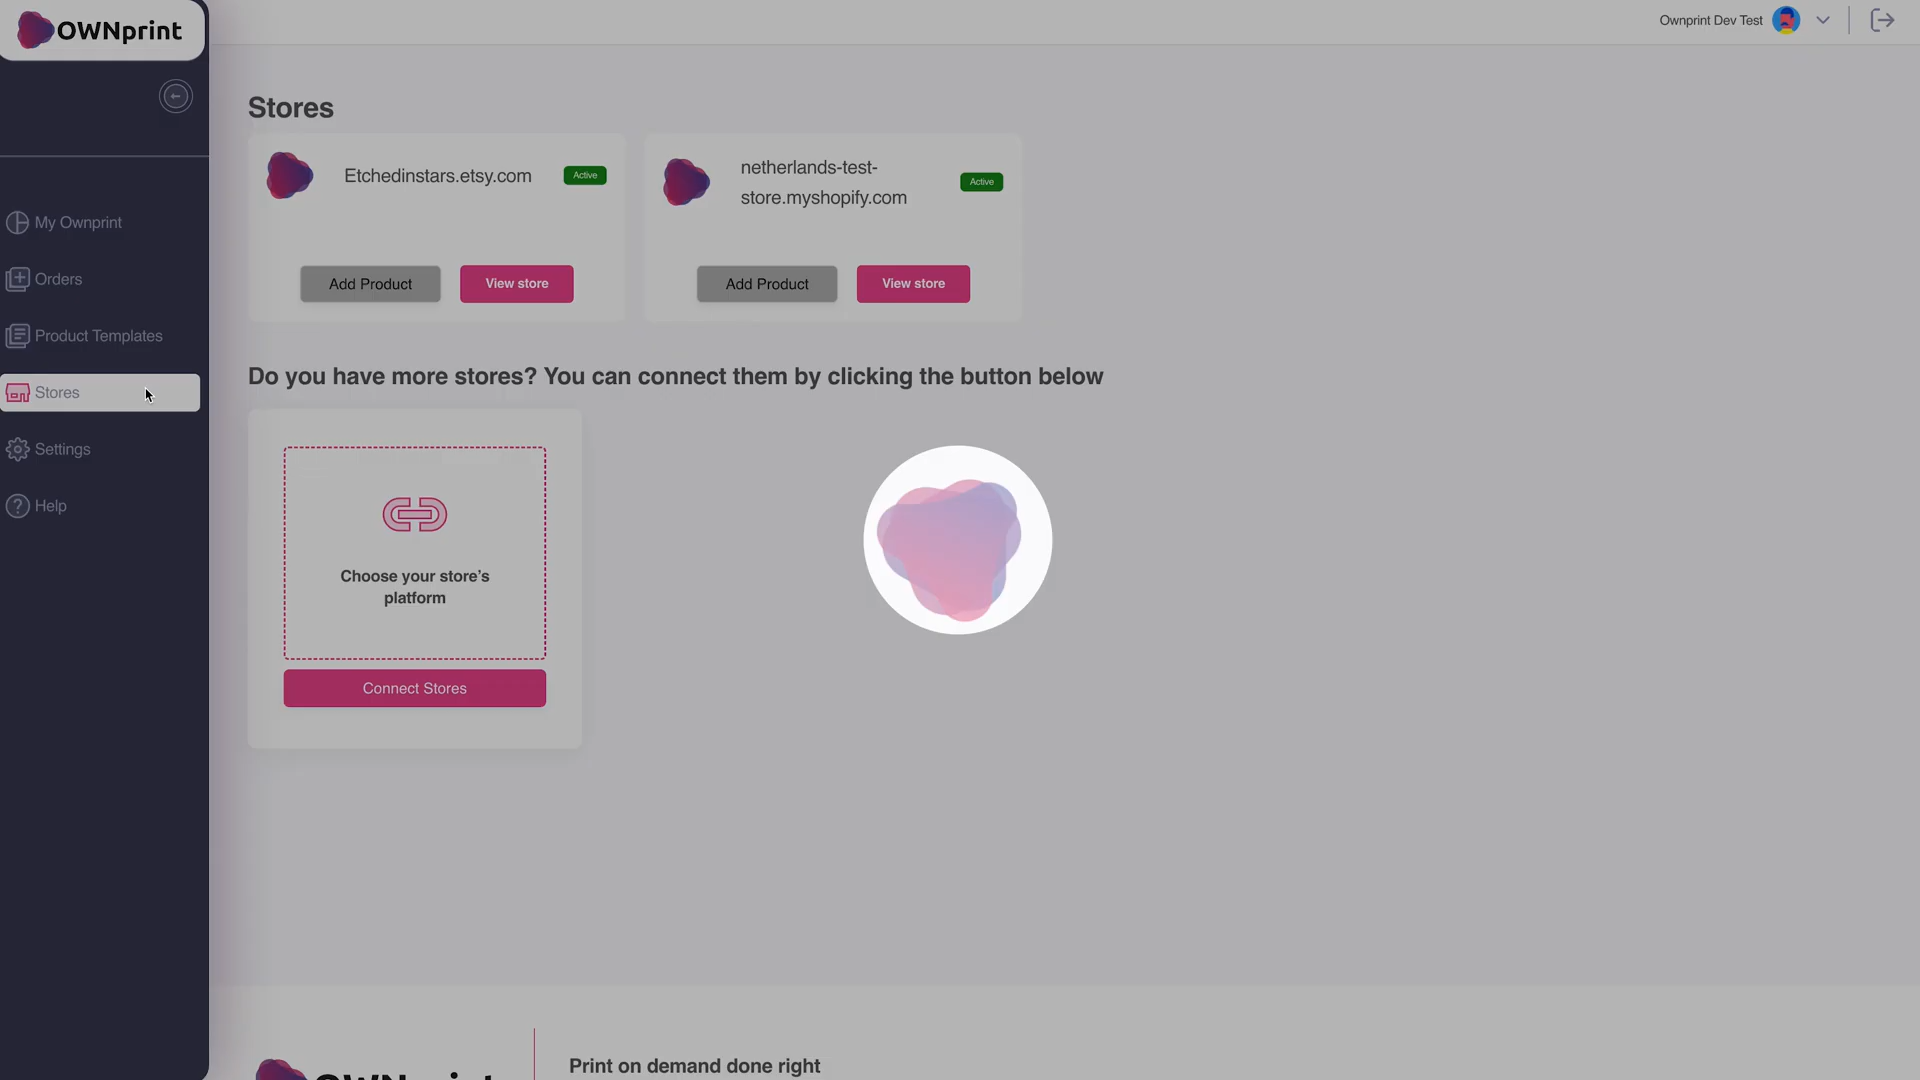 OWNprint
Ownprint Dev Test
My Ownprint
Orders
Product Templates
Stores
Settings
Help
Stores
Etchedinstars.etsy.com
Active
Add Product
View store
netherlands-test-
store.myshopify.com
Active
Add Product
View store
Do you have more stores? You can connect them by clicking the button below
Choose your store's
platform
Connect Stores
OWNprint
Print on demand done right